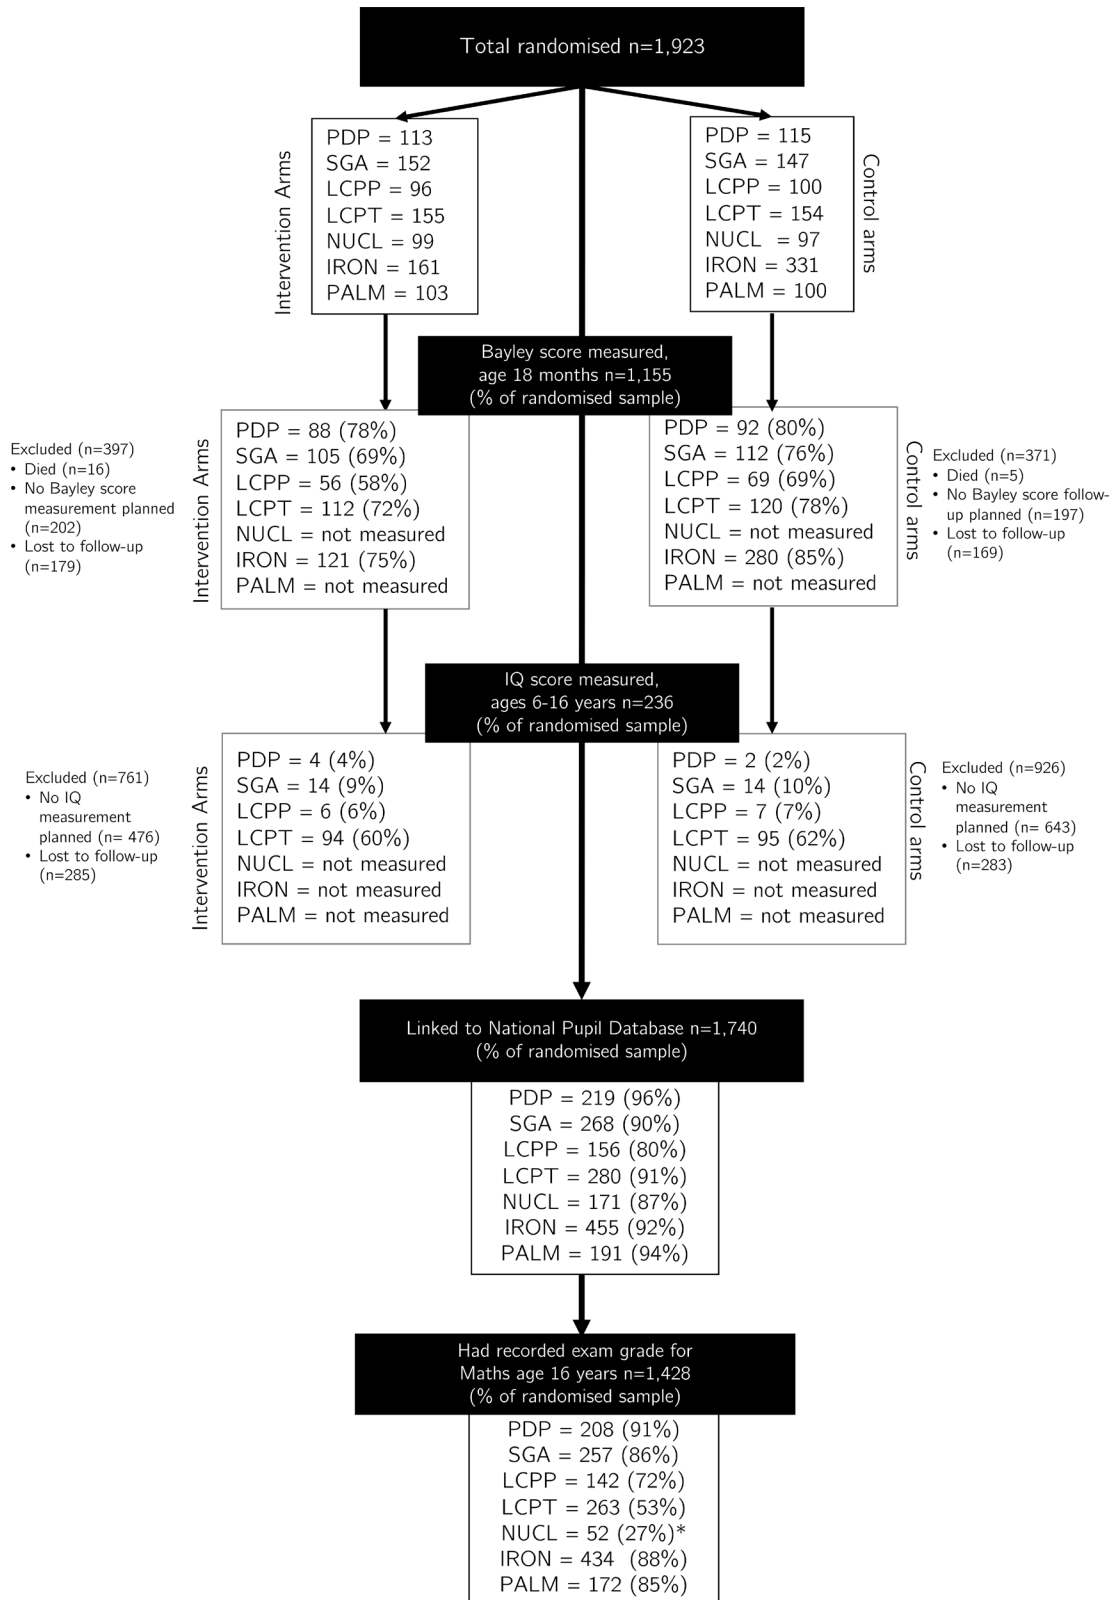 Total randomised n=1,923
Intervention Arms
PDP = 113
SGA = 152
LCPP = 96
LCPT = 155
NUCL = 99
IRON = 161
PALM = 103
PDP = 115
SGA = 147
LCPP = 100
LCPT = 154
NUCL = 97
IRON = 331
PALM = 100
Control arms
Bayley score measured,
age 18 months n=1,155
(% of randomised sample)
Excluded (n=397)
• Died (n=16)
• No Bayley score
measurement planned
(n=202)
• Lost to follow-up
(n=179)
Intervention Arms
PDP = 88 (78%)
SGA = 105 (69%)
LCPP = 56 (58%)
LCPT = 112 (72%)
NUCL = not measured
IRON = 121 (75%)
PALM = not measured
PDP = 92 (80%)
SGA = 112 (76%)
LCPP = 69 (69%)
LCPT = 120 (78%)
NUCL = not measured
IRON = 280 (85%)
PALM = not measured
Control arms
Excluded (n=371)
• Died (n=5)
• No Bayley score follow-
up planned (n=197)
• Lost to follow-up
(n=169)
IQ score measured,
ages 6-16 years n=236
(% of randomised sample)
Excluded (n=761)
• No IQ
measurement
planned (n= 476)
• Lost to follow-up
(n=285)
Intervention Arms
PDP = 4 (4%)
SGA = 14 (9%)
LCPP = 6 (6%)
LCPT = 94 (60%)
NUCL = not measured
IRON = not measured
PALM = not measured
PDP = 2 (2%)
SGA = 14 (10%)
LCPP = 7 (7%)
LCPT = 95 (62%)
NUCL = not measured
IRON = not measured
PALM = not measured
Control arms
Excluded (n=926)
• No IQ
measurement
planned (n= 643)
• Lost to follow-up
(n=283)
Linked to National Pupil Database n=1,740
(% of randomised sample)
PDP = 219 (96%)
SGA = 268 (90%)
LCPP = 156 (80%)
LCPT = 280 (91%)
NUCL = 171 (87%)
IRON = 455 (92%)
PALM = 191 (94%)
Had recorded exam grade for
Maths age 16 years n=1,428
(% of randomised sample)
PDP = 208 (91%)
SGA = 257 (86%)
LCPP = 142 (72%)
LCPT = 263 (53%)
NUCL = 52 (27%)*
IRON = 434 (88%)
PALM = 172 (85%)